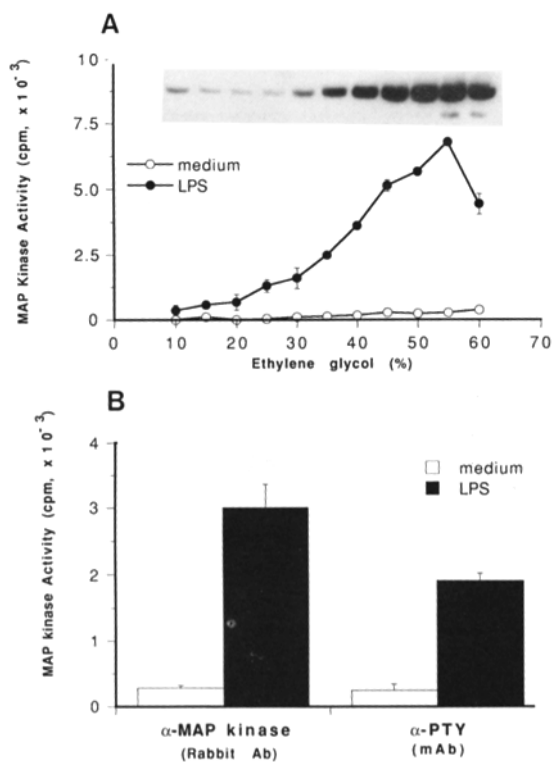 A
MAP Kinase Activity (cpm, x 10⁻³)
10
7.5
5.0
2.5
0
medium
LPS
0 10 20 30 40 50 60 70
Ethylene glycol (%)
B
MAP kinase Activity (cpm, x 10⁻³)
4
3
2
1
0
medium
LPS
α-MAP kinase α-PTY
(Rabbit Ab) (mAb)